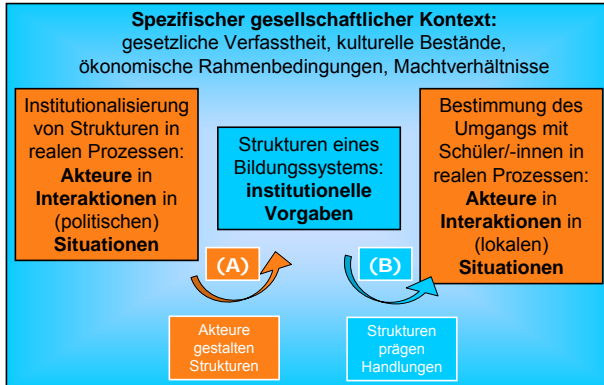 Spezifischer gesellschaftlicher Kontext:
gesetzliche Verfasstheit, kulturelle Bestände,
ökonomische Rahmenbedingungen, Machtverhältnisse
Institutionalisierung
von Strukturen in
realen Prozessen:
Akteure in
Interaktionen in
(politischen)
Situationen
Strukturen eines
Bildungssystems:
institutionelle
Vorgaben
Bestimmung des
Umgangs mit
Schüler/-innen in
realen Prozessen:
Akteure in
Interaktionen in
(lokalen)
Situationen
(A)
(B)
Akteure
gestalten
Strukturen
Strukturen
prägen
Handlungen